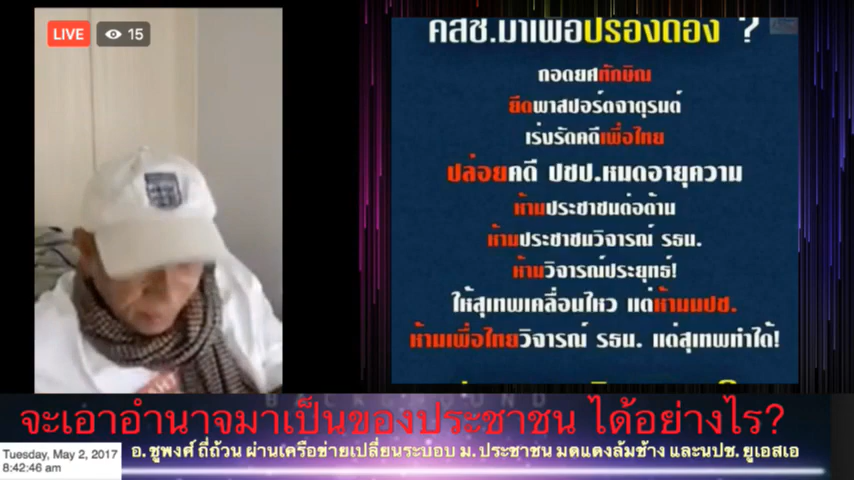 LIVE 15
คสช.มาเพื่อปรองดอง ?
ถอดยศทักษิณ
ยึดพาสปอร์ตจาตุรนต์
เร่งรัดคดีเพื่อไทย
ปล่อยคดี ปชป.หมดอายุความ
ห้ามประชาชนต่อต้าน
ห้ามประชาชนวิจารณ์ รธน.
ห้ามวิจารณ์ประยุทธ์!
ให้สุเทพเคลื่อนไหว แต่ห้ามนปช.
ห้ามเพื่อไทยวิจารณ์ รธน. แต่สุเทพทำได้!
จะเอาอำนาจมาเป็นของประชาชน ได้อย่างไร?
อ. ชูพงศ์ ถี่ถ้วน ผ่านเครือข่ายเปลี่ยนระบอบ ม. ประชาชน มดแดงล้มช้าง และนปช. ยูเอสเอ
Tuesday, May 2, 2017
8:42:46 am